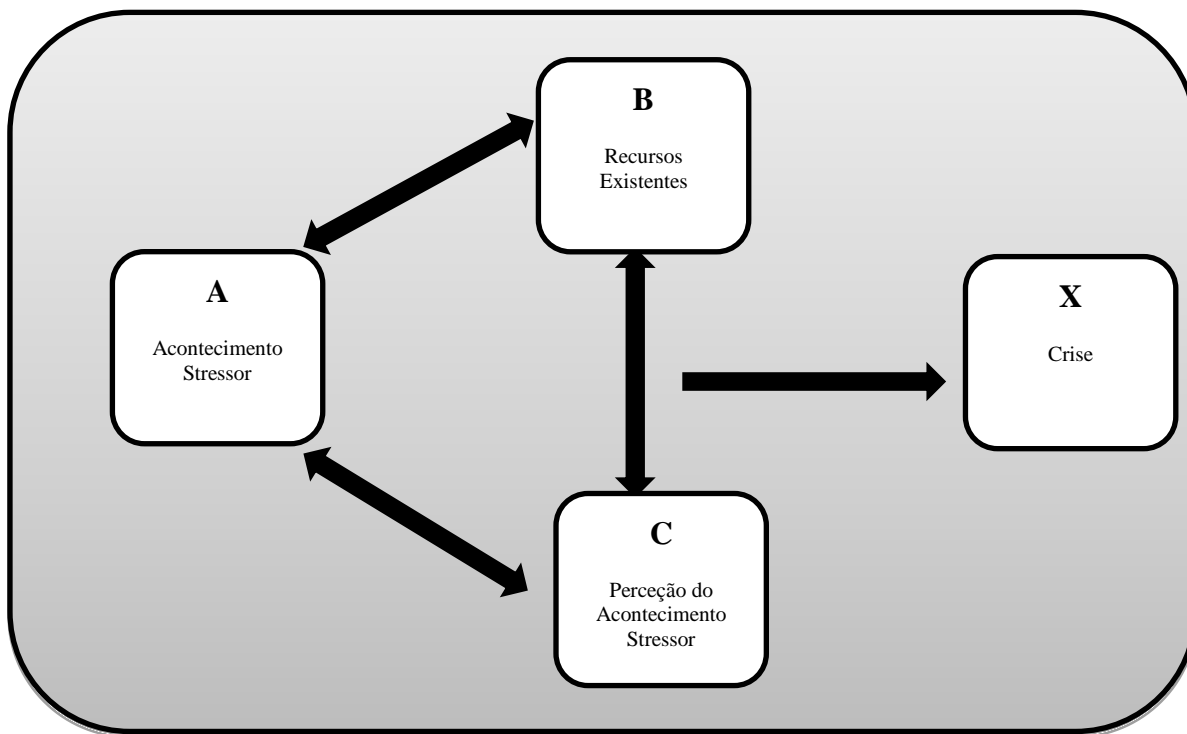 B
Recursos
Existentes
A
Acontecimento
Stressor
X
Crise
C
Perceção do
Acontecimento
Stressor